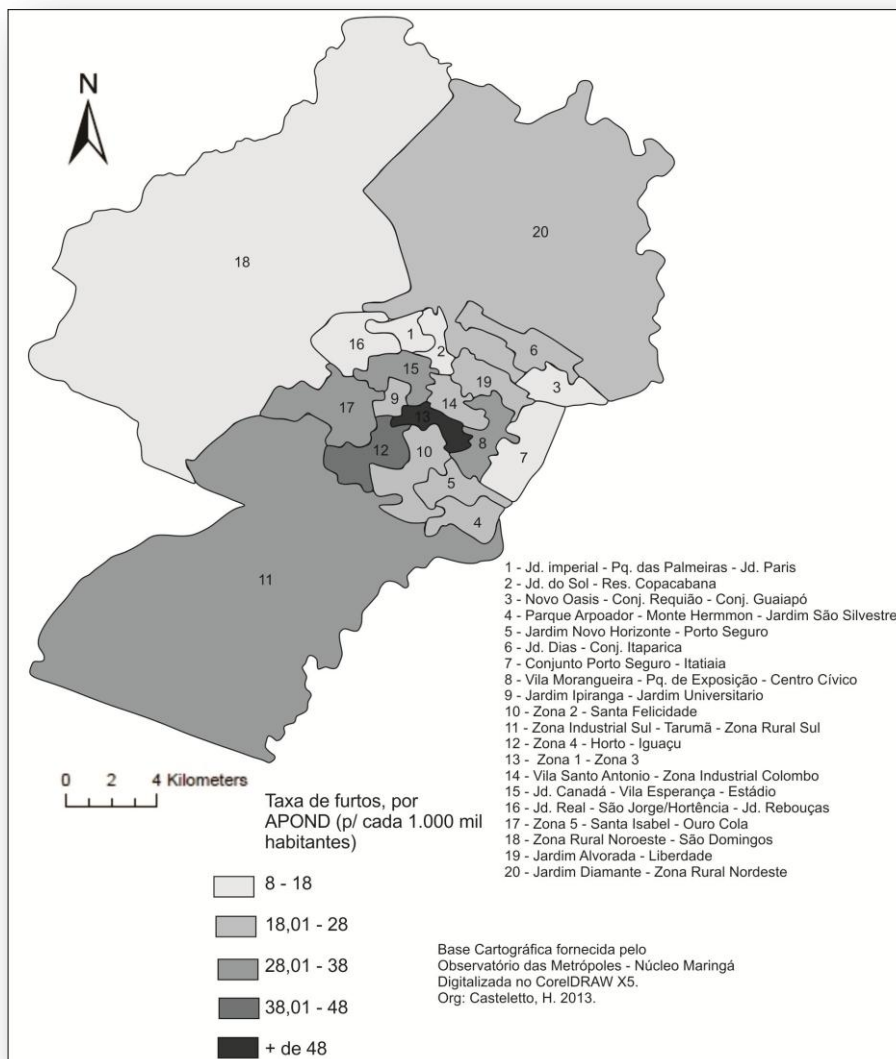 N
18
20
1
16
2
6
15
3
19
9
14
17
13
8
12
10
7
5
4
11
1 - Jd. imperial - Pq. das Palmeiras - Jd. Paris
2 - Jd. do Sol - Res. Copacabana
3 - Novo Oasis - Conj. Requião - Conj. Guaiapó
4 - Parque Arpoador - Monte Hermmon - Jardim São Silvestre
5 - Jardim Novo Horizonte - Porto Seguro
6 - Jd. Dias - Conj. Itaparica
7 - Conjunto Porto Seguro - Itatiaia
8 - Vila Morangueira - Pq. de Exposição - Centro Cívico
9 - Jardim Ipiranga - Jardim Universitario
10 - Zona 2 - Santa Felicidade
11 - Zona Industrial Sul - Tarumã - Zona Rural Sul
12 - Zona 4 - Horto - Iguaçu
13 - Zona 1 - Zona 3
14 - Vila Santo Antonio - Zona Industrial Colombo
15 - Jd. Canadá - Vila Esperança - Estádio
16 - Jd. Real - São Jorge/Hortência - Jd. Rebouças
17 - Zona 5 - Santa Isabel - Ouro Cola
18 - Zona Rural Noroeste - São Domingos
19 - Jardim Alvorada - Liberdade
20 - Jardim Diamante - Zona Rural Nordeste
0 2 4 Kilometers
Taxa de furtos, por
APOND (p/ cada 1.000 mil
habitantes)
8 - 18
18,01 - 28
28,01 - 38
38,01 - 48
+ de 48
Base Cartográfica fornecida pelo
Observatório das Metrópoles - Núcleo Maringá
Digitalizada no CorelDRAW X5.
Org: Casteletto, H. 2013.